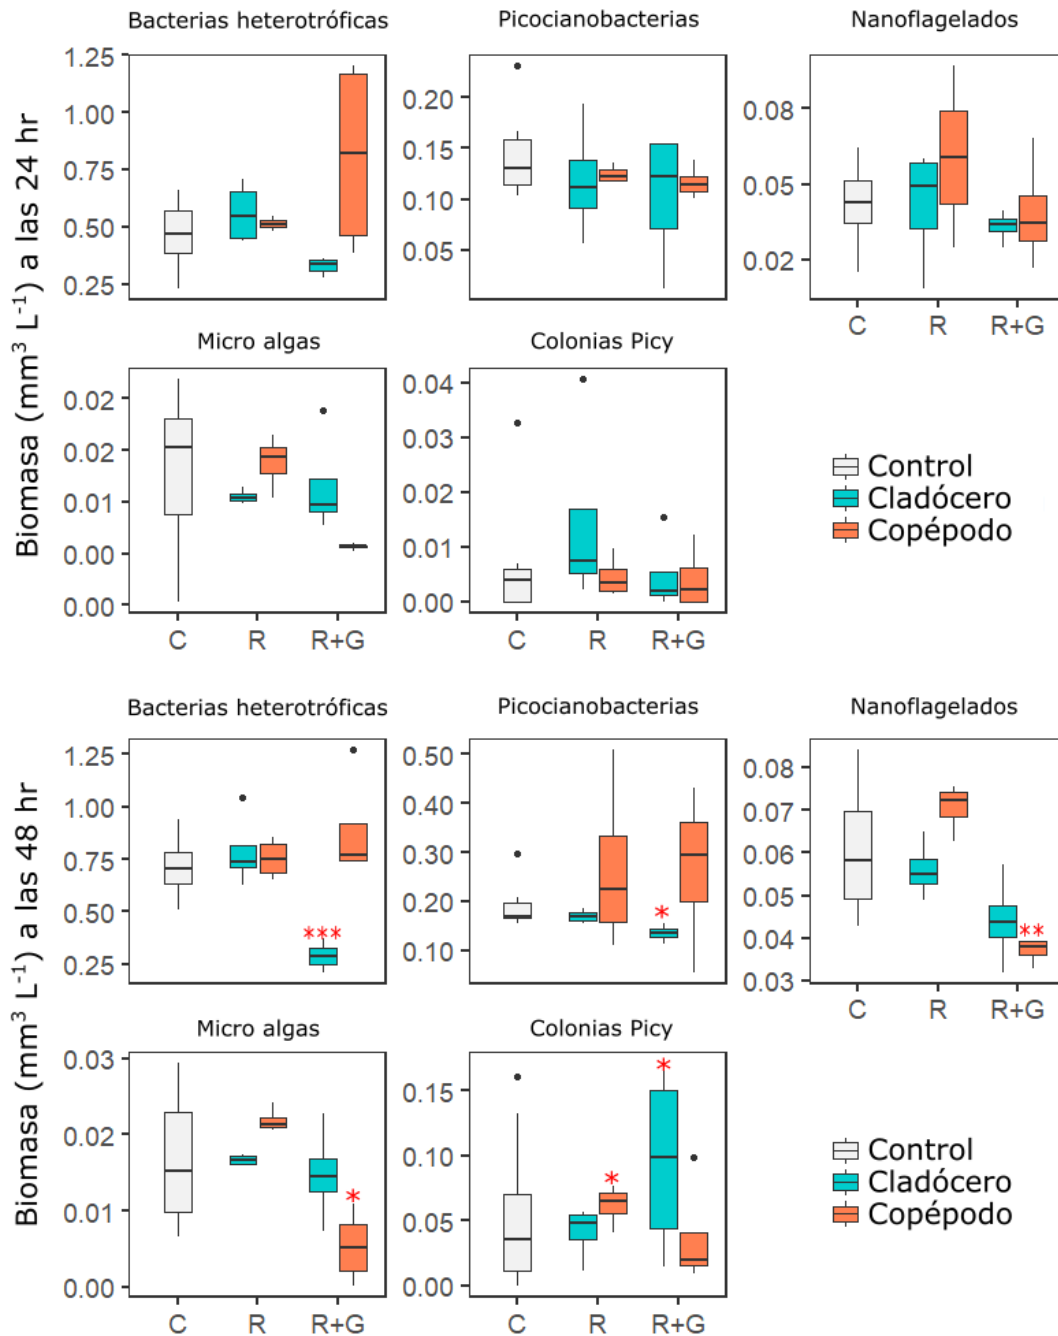 Bacterias heterotróficas
Picocianobacterias
Nanoflagelados
Biomasa (mm³ L⁻¹) a las 24 hr
1.25
1.00
0.75
0.50
0.25
0.20
0.15
0.10
0.05
0.08
0.05
0.02
C R R+G
Micro algas
Colonias Picy
0.02
0.02
0.01
0.00
0.00
0.04
0.03
0.02
0.01
0.00
C R R+G
C R R+G
Control
Cladócero
Copépodo
Bacterias heterotróficas
Picocianobacterias
Nanoflagelados
Biomasa (mm³ L⁻¹) a las 48 hr
1.25
1.00
0.75
0.50
0.25
***
0.50
0.40
0.30
0.20
0.10
*
0.08
0.07
0.06
0.05
0.04
0.03
**
C R R+G
Micro algas
Colonias Picy
0.03
0.02
0.01
0.00
*
0.15
0.10
0.05
0.00
*
*
C R R+G
C R R+G
Control
Cladócero
Copépodo